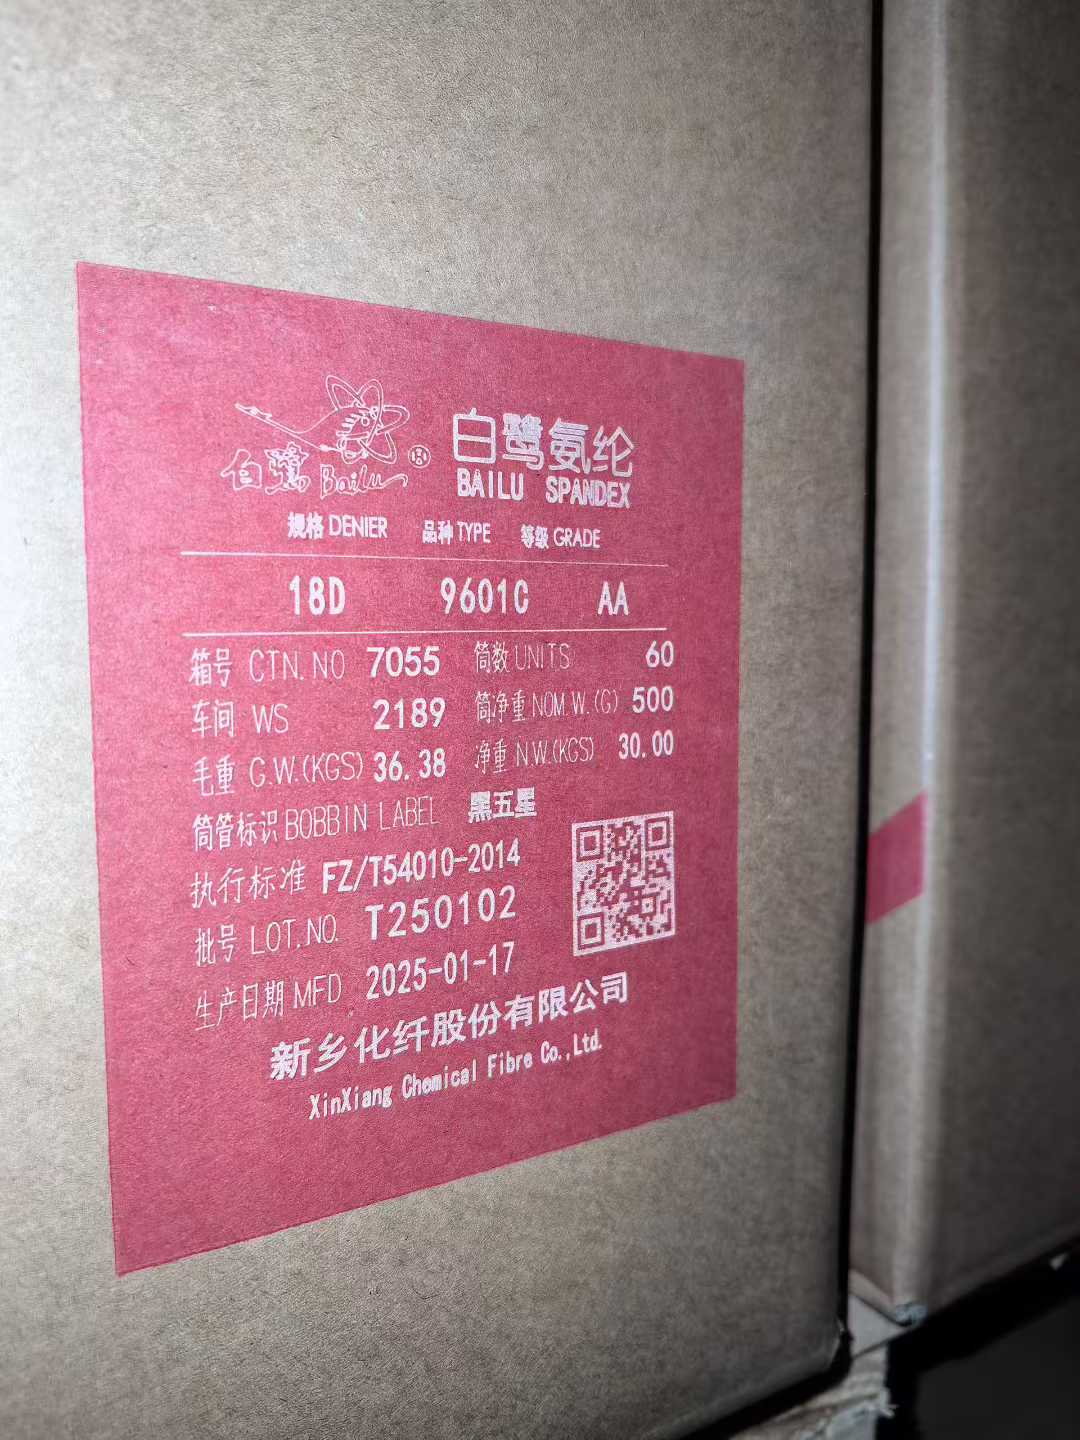 白鹭 Bailu
白鹭氨纶
BAILU SPANDEX
规格 DENIER 品种 TYPE 等级 GRADE
18D 9601C AA
箱号 CTN.NO 7055 筒数 UNITS 60
车间 WS 2189 筒净重 NOM.W.(G) 500
毛重 G.W.(KGS) 36.38 净重 N.W.(KGS) 30.00
筒管标识 BOBBIN LABEL 黑五星
执行标准 FZ/T54010-2014
批号 LOT.NO. T250102
生产日期 MFD 2025-01-17
新乡化纤股份有限公司
XinXiang Chemical Fibre Co.,Ltd.